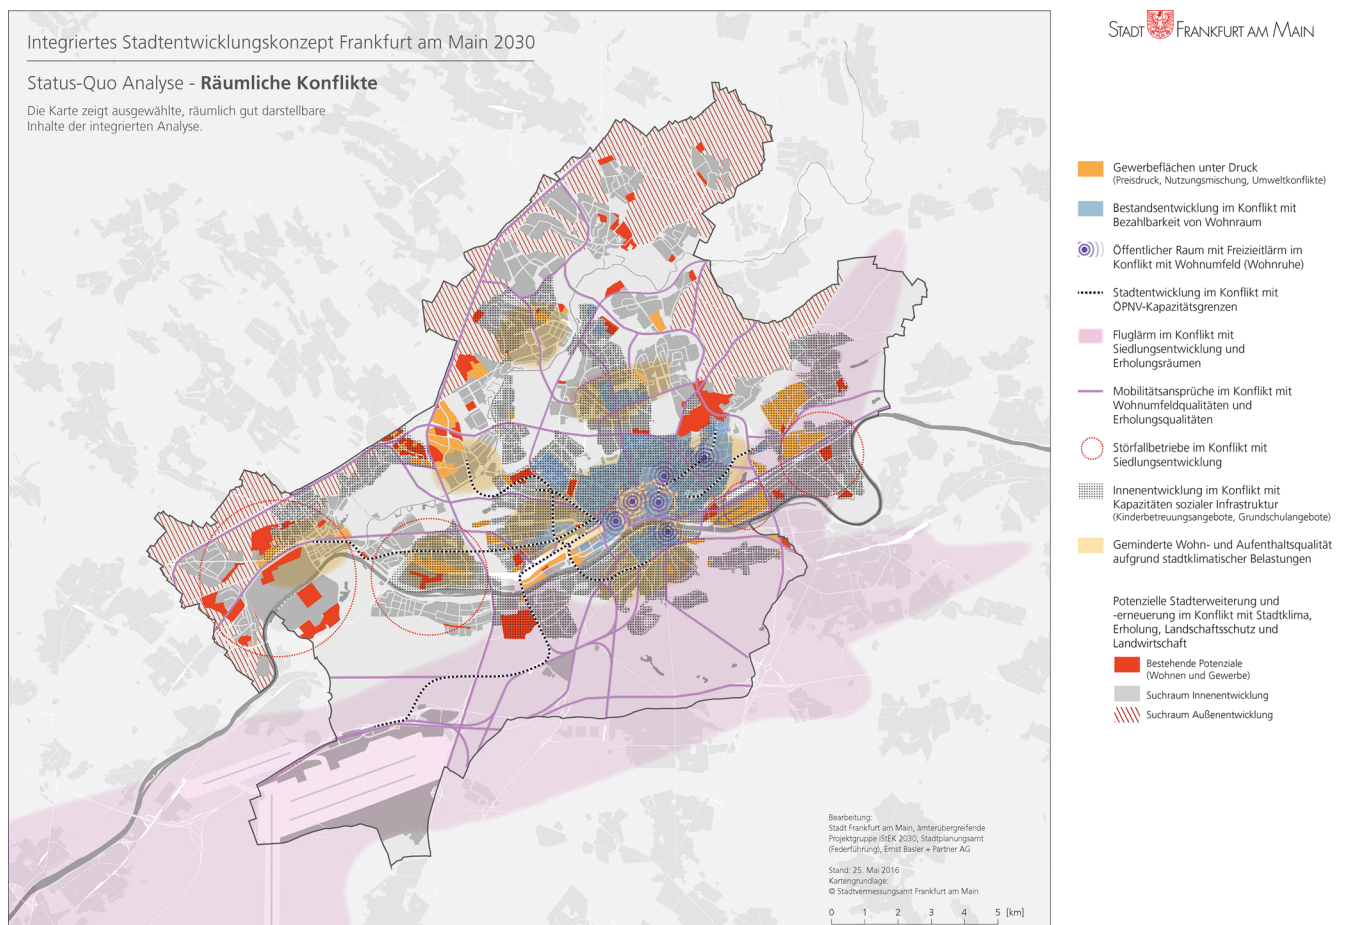 Integriertes Stadtentwicklungskonzept Frankfurt am Main 2030
Status-Quo Analyse - Räumliche Konflikte
Die Karte zeigt ausgewählte, räumlich gut darstellbare
Inhalte der integrierten Analyse.
STADT FRANKFURT AM MAIN
Gewerbeflächen unter Druck
(Preisdruck, Nutzungsmischung, Umweltkonflikte)
Bestandsentwicklung im Konflikt mit
Bezahlbarkeit von Wohnraum
Öffentlicher Raum mit Freizieitlärm im
Konflikt mit Wohnumfeld (Wohnruhe)
Stadtentwicklung im Konflikt mit
ÖPNV-Kapazitätsgrenzen
Fluglärm im Konflikt mit
Siedlungsentwicklung und
Erholungsräumen
Mobilitätsansprüche im Konflikt mit
Wohnumfeldqualitäten und
Erholungsqualitäten
Störfallbetriebe im Konflikt mit
Siedlungsentwicklung
Innenentwicklung im Konflikt mit
Kapazitäten sozialer Infrastruktur
(Kinderbetreuungsangebote, Grundschulangebote)
Geminderte Wohn- und Aufenthaltsqualität
aufgrund stadtklimatischer Belastungen
Potenzielle Stadterweiterung und
-erneuerung im Konflikt mit Stadtklima,
Erholung, Landschaftsschutz und
Landwirtschaft
Bestehende Potenziale
(Wohnen und Gewerbe)
Suchraum Innenentwicklung
Suchraum Außenentwicklung
Bearbeitung:
Stadt Frankfurt am Main, ämterübergreifende
Projektgruppe iStEK 2030, Stadtplanungsamt
(Federführung), Ernst Basler + Partner AG
Stand: 25. Mai 2016
Kartengrundlage:
© Stadtvermessungsamt Frankfurt am Main
0 1 2 3 4 5 [km]